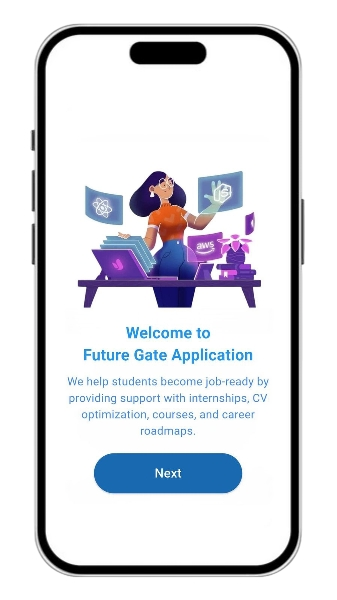 JS
aws
Welcome to
Future Gate Application
We help students become job-ready by
providing support with internships, CV
optimization, courses, and career
roadmaps.
Next